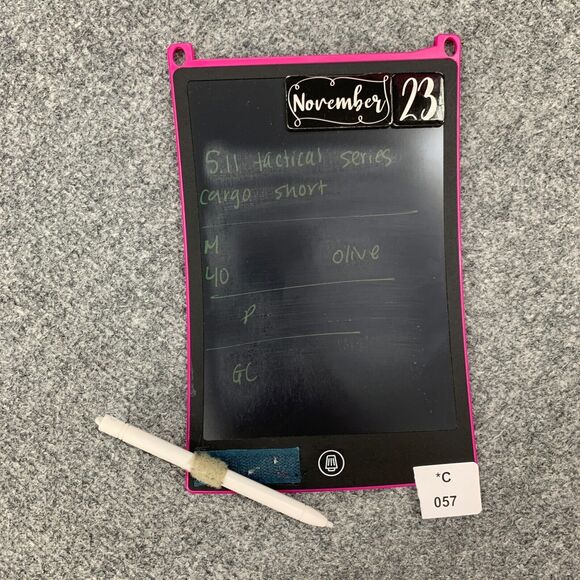 November 23
5.11 tactical series
cargo short
M
40
olive
P
GC
*C
057